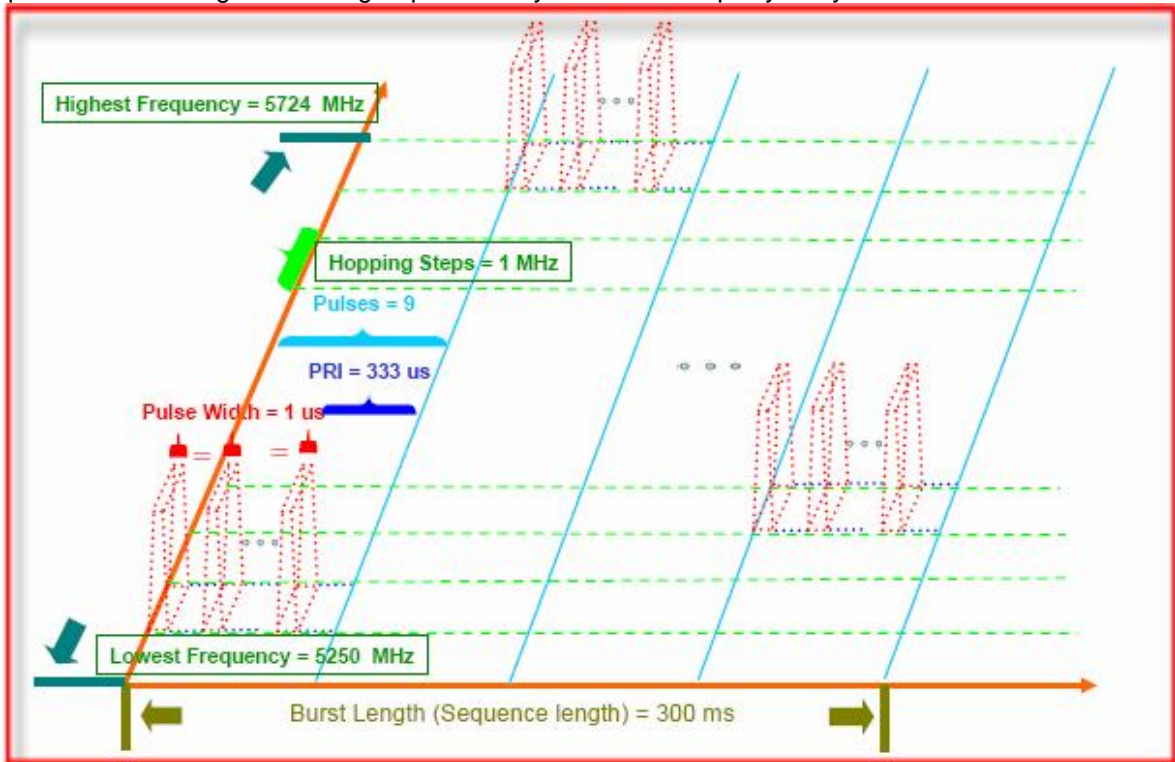 Highest Frequency = 5724 MHz
Hopping Steps = 1 MHz
Pulses = 9
PRI = 333 us
Pulse Width = 1 us
Lowest Frequency = 5250 MHz
Burst Length (Sequence length) = 300 ms